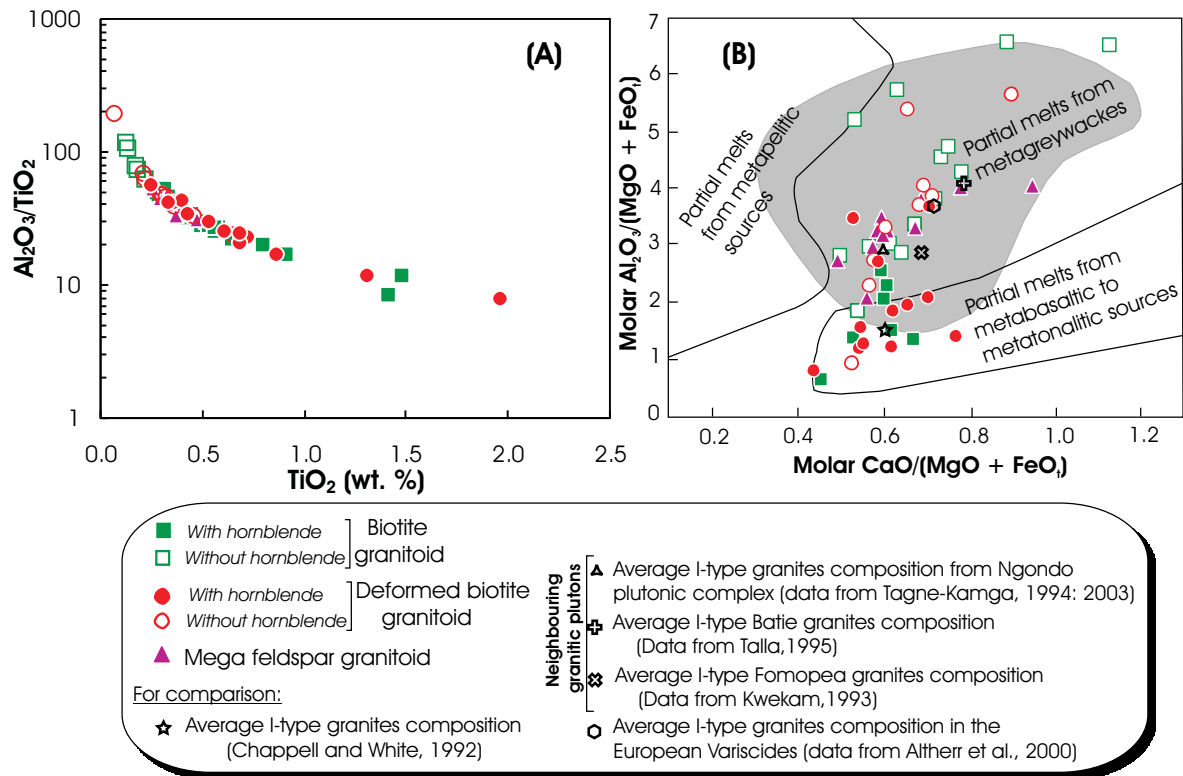 1000
100
10
1
Al2O3/TiO2
(A)
0.0 0.5 1.0 1.5 2.0 2.5
TiO2 (wt. %)
7
6
5
4
3
2
1
0
Molar Al2O3/(MgO + FeOt)
(B)
Partial melts
from metapelitic
sources
Partial melts from
metagreywackes
Partial melts from
metabasaltic to
metatonalitic sources
0.2 0.4 0.6 0.8 1.0 1.2
Molar CaO/(MgO + FeOt)
With hornblende
Without hornblende
Biotite
granitoid
With hornblende
Without hornblende
Deformed biotite
granitoid
Mega feldspar granitoid
For comparison:
Average I-type granites composition
(Chappell and White, 1992)
Neighbouring
granitic plutons
Average I-type granites composition from Ngondo
plutonic complex (data from Tagne-Kamga, 1994: 2003)
Average I-type Batie granites composition
(Data from Talla,1995)
Average I-type Fomopea granites composition
(Data from Kwekam,1993)
Average I-type granites composition in the
European Variscides (data from Altherr et al., 2000)